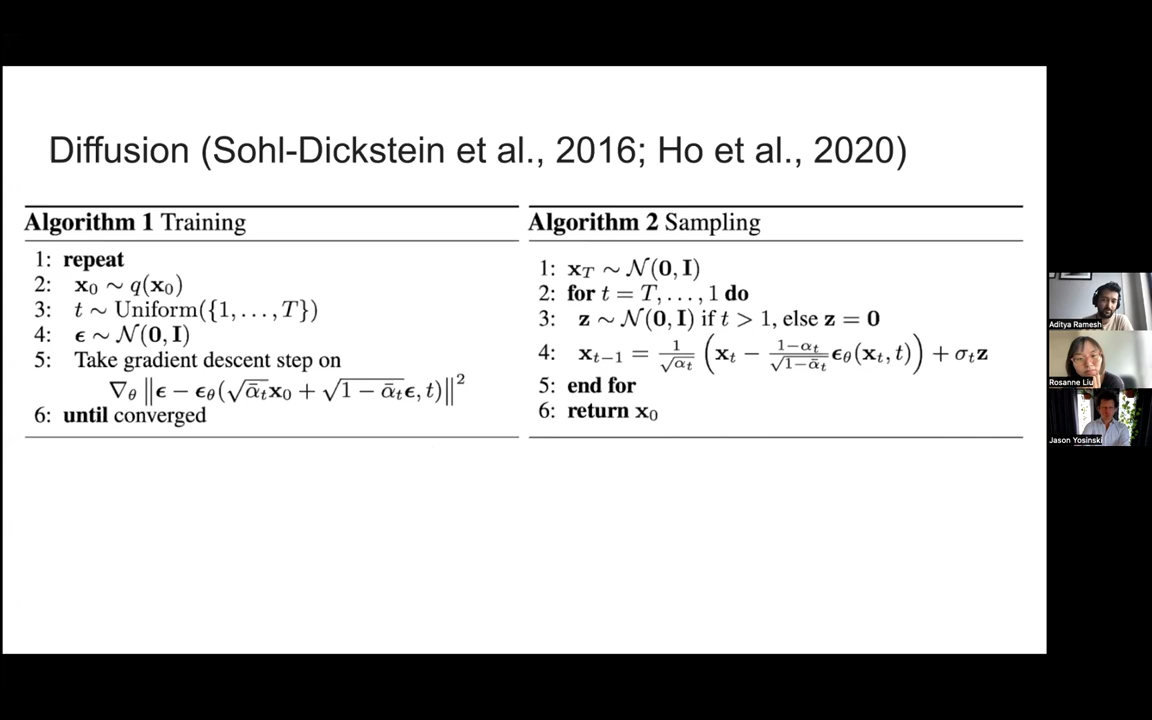 Diffusion (Sohl-Dickstein et al., 2016; Ho et al., 2020)
Algorithm 1 Training
1: repeat
2: x₀ ∼ q(x₀)
3: t ∼ Uniform({1, . . . , T})
4: ϵ ∼ 𝒩(0, I)
5: Take gradient descent step on
∇_θ ‖ϵ − ϵ_θ(√ᾱ_t x₀ + √1 − ᾱ_t ϵ, t)‖²
6: until converged
Algorithm 2 Sampling
1: x_T ∼ 𝒩(0, I)
2: for t = T, . . . , 1 do
3: z ∼ 𝒩(0, I) if t > 1, else z = 0
4: x_{t−1} = 1/√α_t (x_t − (1−α_t)/√(1−ᾱ_t) ϵ_θ(x_t, t)) + σ_t z
5: end for
6: return x₀
Aditya Ramesh
Rosanne Liu
Jason Yosinski